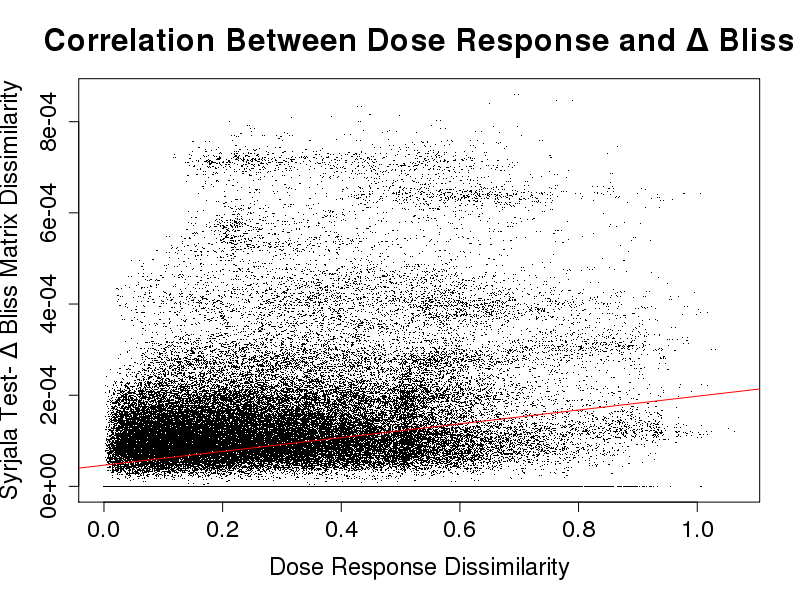 Correlation Between Dose Response and Δ Bliss
Syrjala Test- Δ Bliss Matrix Dissimilarity
8e-04
6e-04
4e-04
2e-04
0e+00
0.0 0.2 0.4 0.6 0.8 1.0
Dose Response Dissimilarity